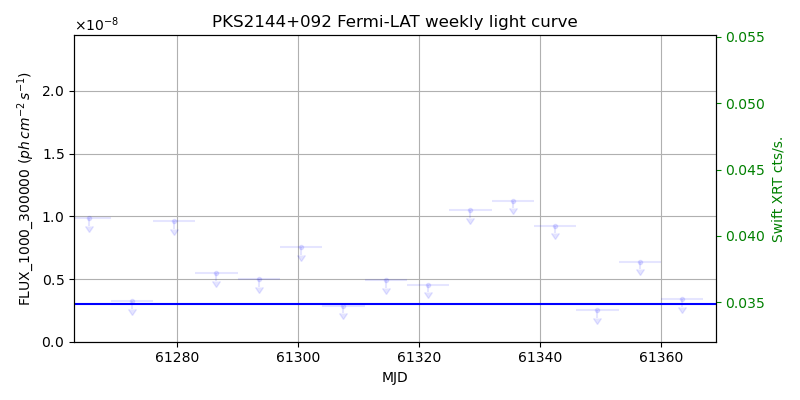 PKS2144+092 Fermi-LAT weekly light curve
×10⁻⁸
FLUX_1000_300000 (ph cm⁻² s⁻¹)
2.0
1.5
1.0
0.5
0.0
0.055
0.050
0.045
0.040
0.035
Swift XRT cts/s.
61280 61300 61320 61340 61360
MJD